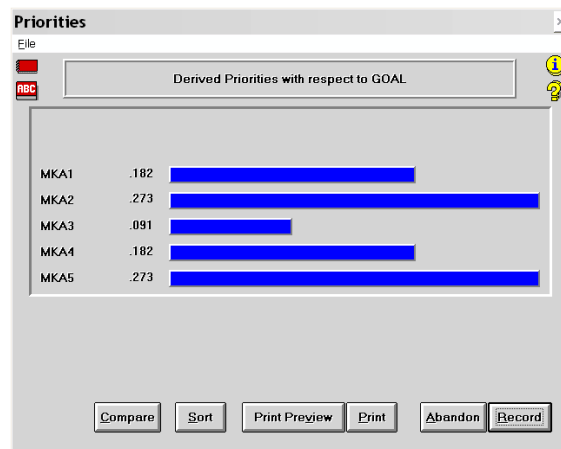 Priorities
File
ABC
Derived Priorities with respect to GOAL
i
?
MKA1 .182
MKA2 .273
MKA3 .091
MKA4 .182
MKA5 .273
Compare Sort Print Preview Print Abandon Record